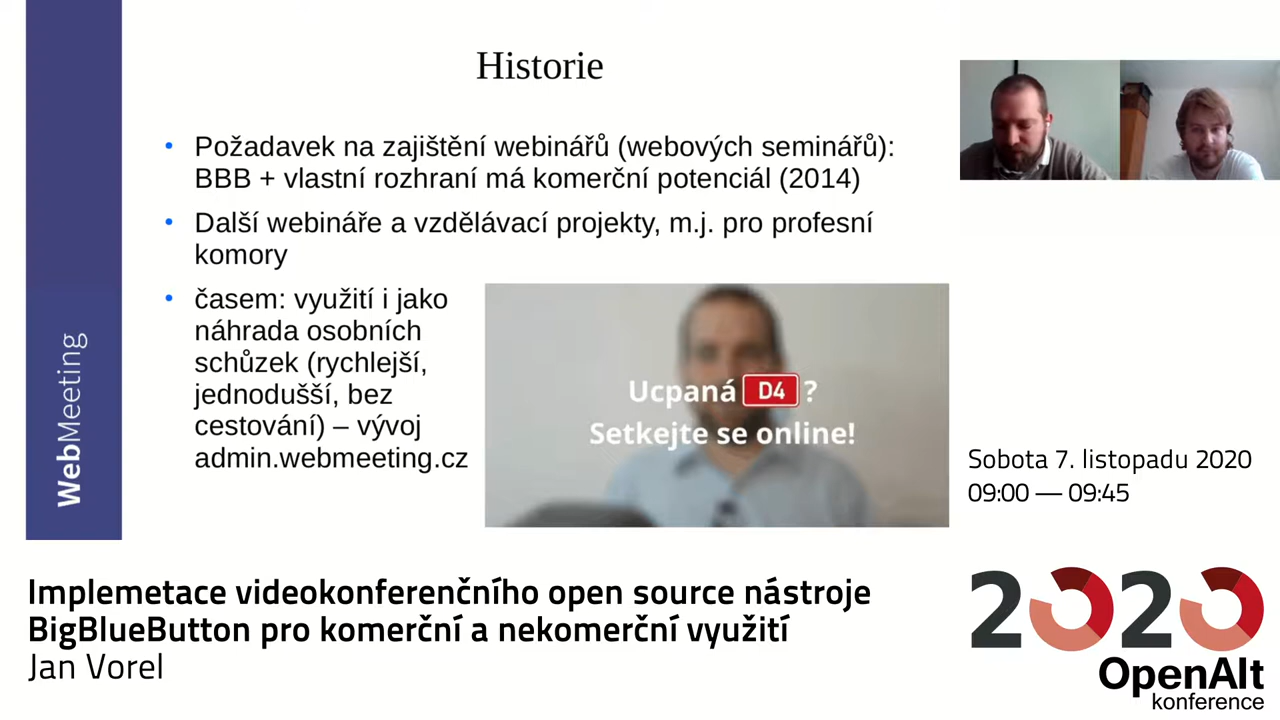 Historie
Požadavek na zajištění webinářů (webových seminářů):
BBB + vlastní rozhraní má komerční potenciál (2014)
Další webináře a vzdělávací projekty, m.j. pro profesní
komory
časem: využití i jako
náhrada osobních
schůzek (rychlejší,
jednodušší, bez
cestování) – vývoj
admin.webmeeting.cz
Ucpaná D4 ?
Setkejte se online!
WebMeeting
Sobota 7. listopadu 2020
09:00 — 09:45
Implemetace videokonferenčního open source nástroje
BigBlueButton pro komerční a nekomerční využití
Jan Vorel
2020
OpenAlt
konference